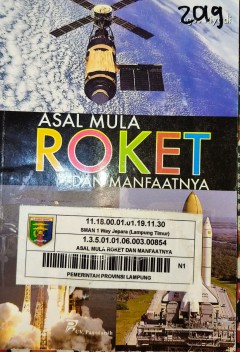 2019
ASAL MULA
ROKET
DAN MANFAATNYA
11.18.00.01.01.19.11.30
SMAN 1 Way Jepara (Lampung Timur)
1.3.5.01.01.06.003.00854
ASAL MULA ROKET DAN MANFAATNYA
N1
PEMERINTAH PROVINSI LAMPUNG